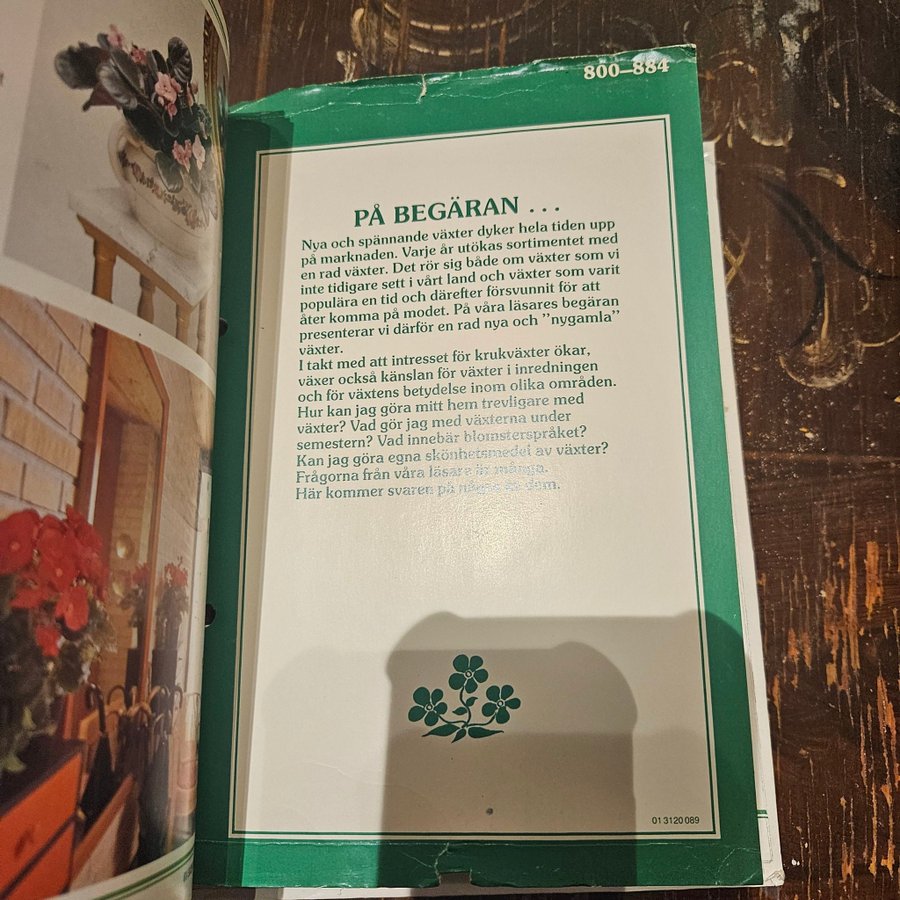 800–884
PÅ BEGÄRAN . . .
Nya och spännande växter dyker hela tiden upp
på marknaden. Varje år utökas sortimentet med
en rad växter. Det rör sig både om växter som vi
inte tidigare sett i vårt land och växter som varit
populära en tid och därefter försvunnit för att
åter komma på modet. På våra läsares begäran
presenterar vi därför en rad nya och ”nygamla”
växter.
I takt med att intresset för krukväxter ökar,
växer också känslan för växter i inredningen
och för växtens betydelse inom olika områden.
Hur kan jag göra mitt hem trevligare med
växter? Vad gör jag med växterna under
semestern? Vad innebär blomsterspråket?
Kan jag göra egna skönhetsmedel av växter?
Frågorna från våra läsare är många.
Här kommer svaren på några av dem.
01 3120 089